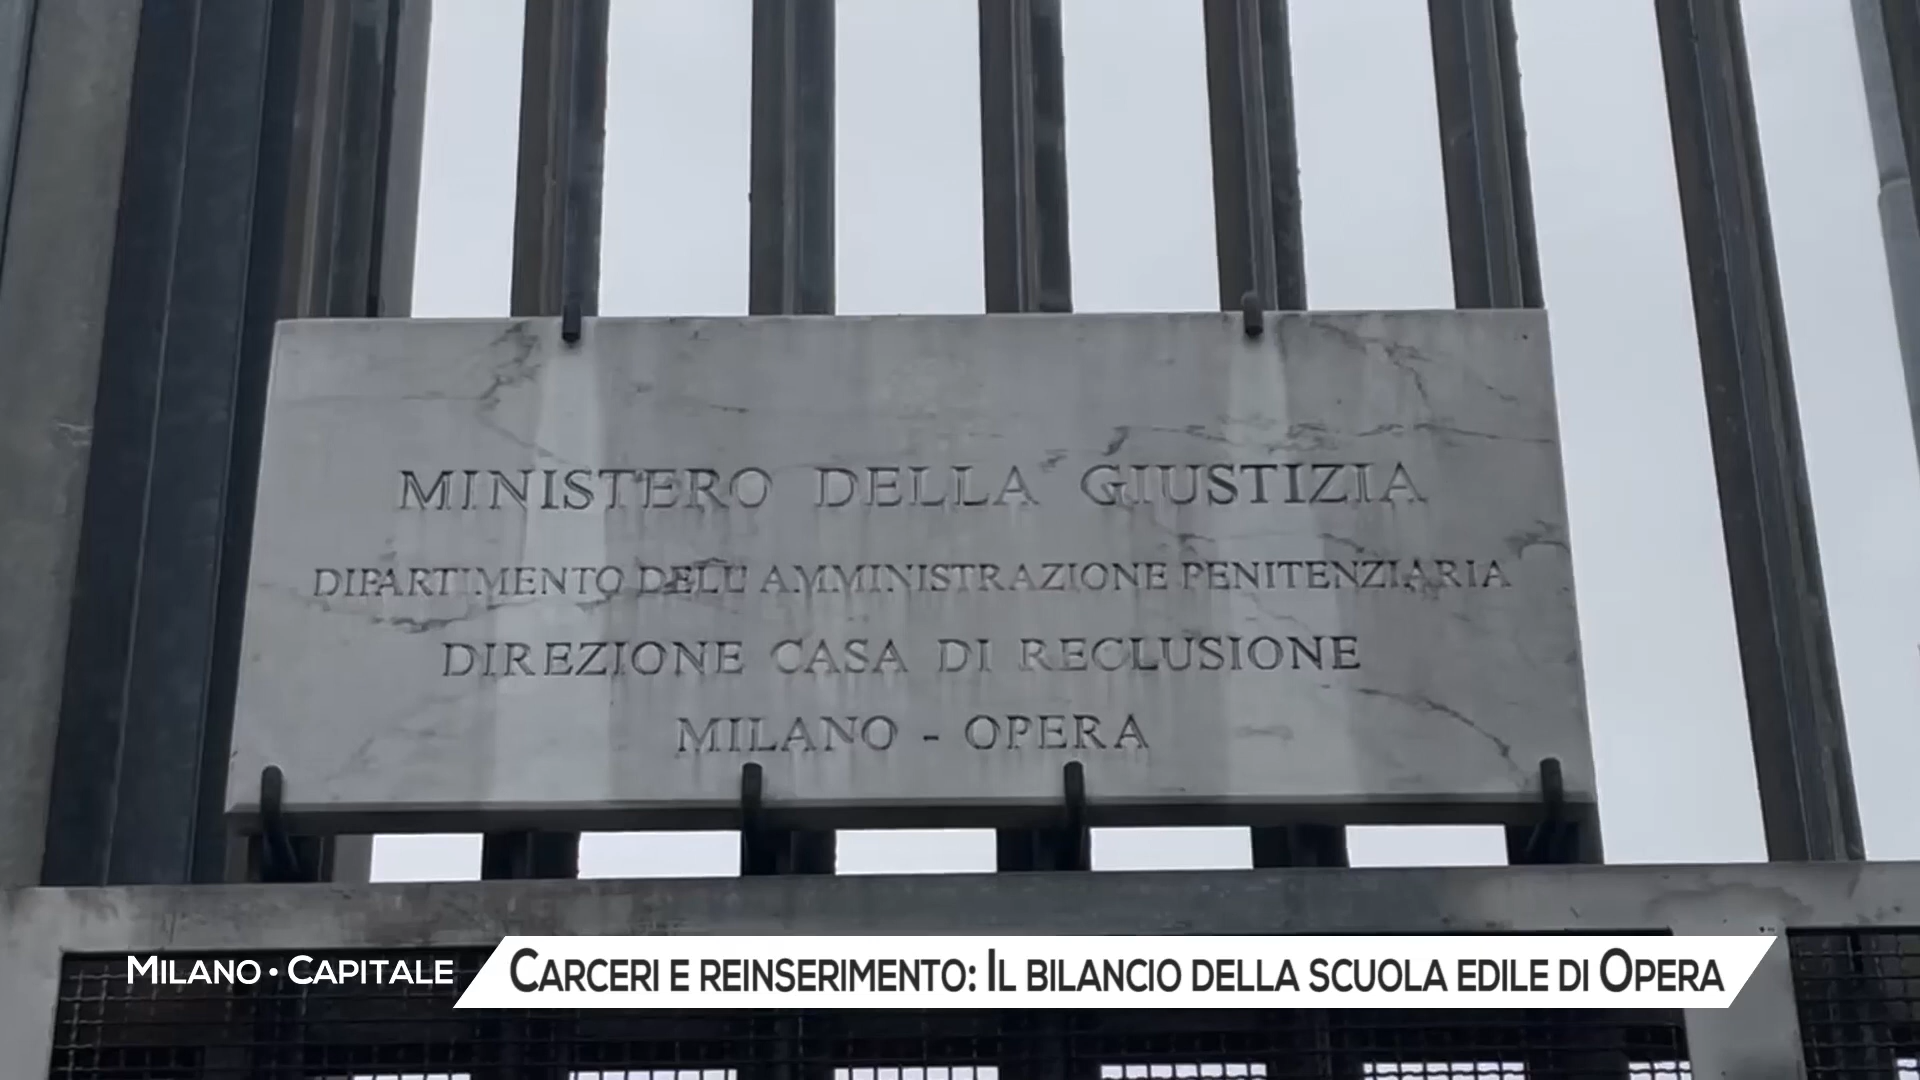 MINISTERO DELLA GIUSTIZIA
DIPARTIMENTO DELL'AMMINISTRAZIONE PENITENZIARIA
DIREZIONE CASA DI RECLUSIONE
MILANO - OPERA
MILANO • CAPITALE
CARCERI E REINSERIMENTO: IL BILANCIO DELLA SCUOLA EDILE DI OPERA